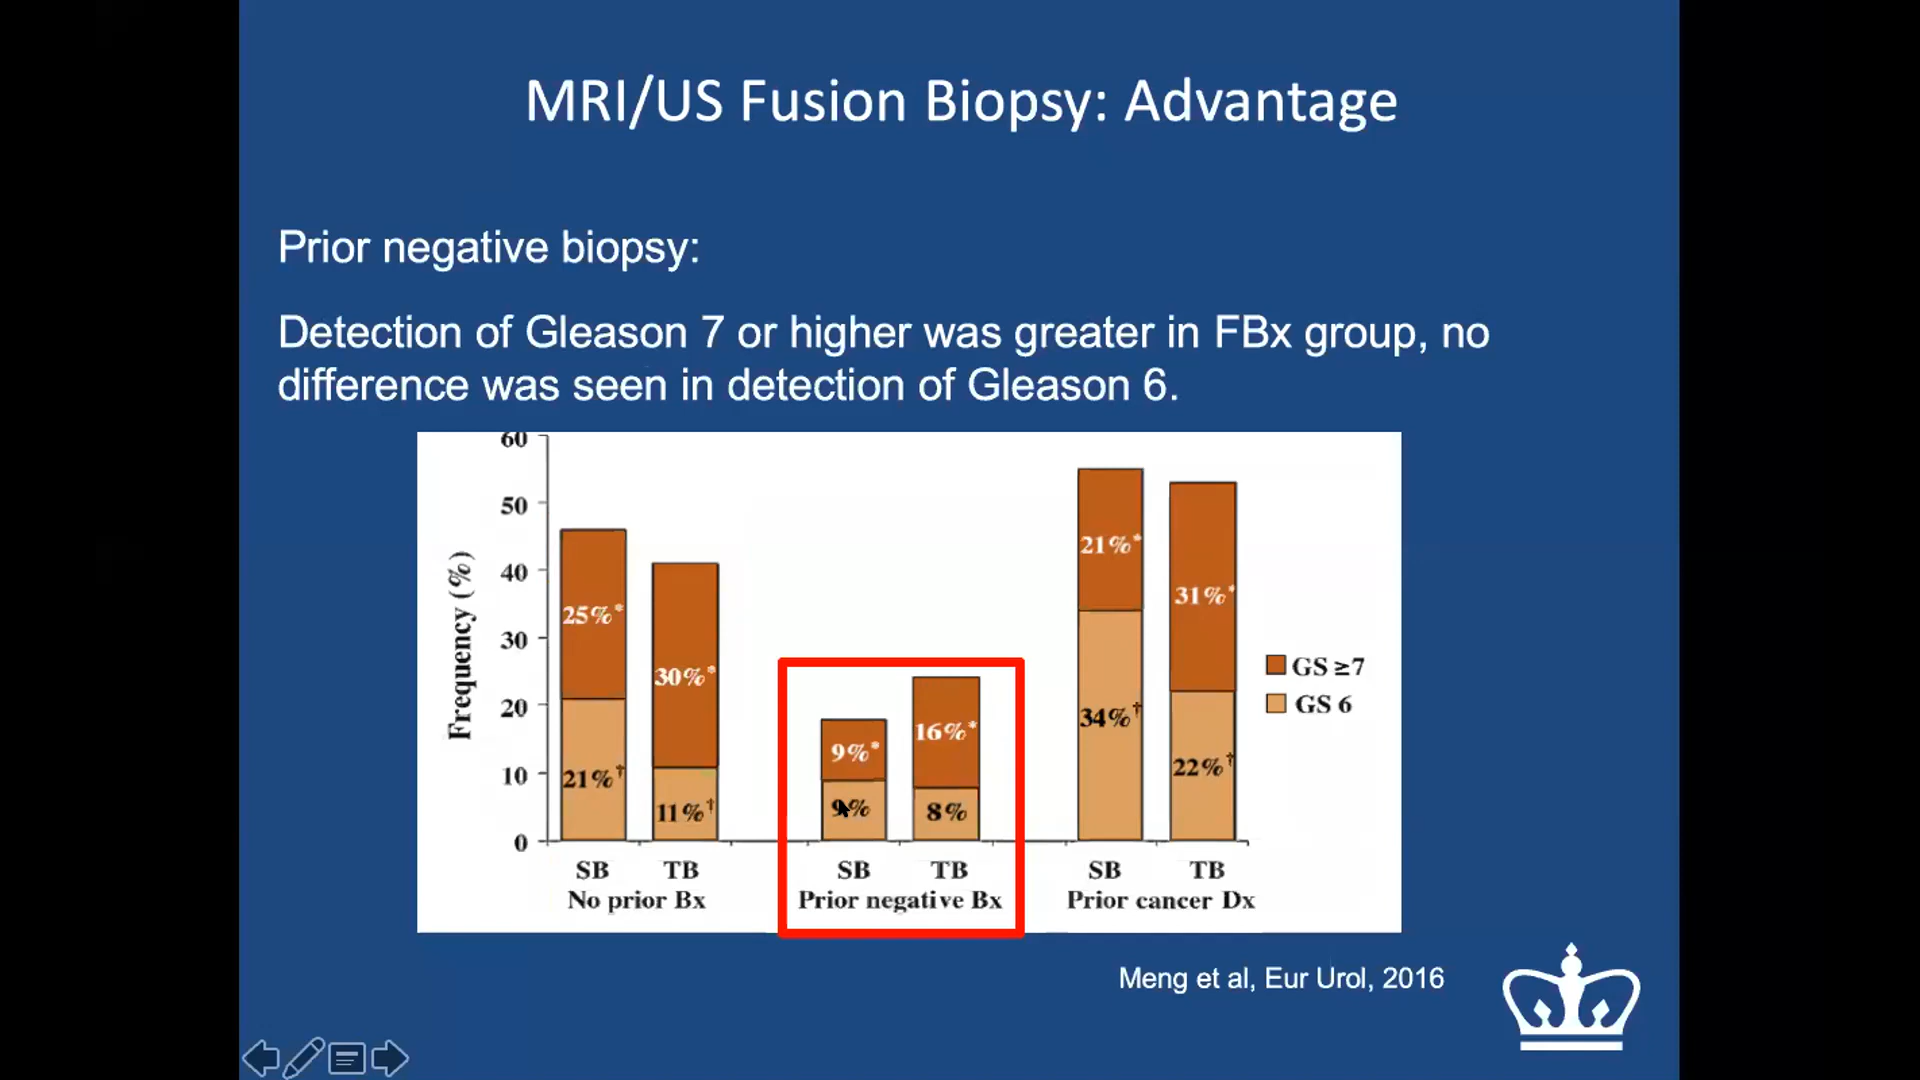 MRI/US Fusion Biopsy: Advantage
Prior negative biopsy:
Detection of Gleason 7 or higher was greater in FBx group, no
difference was seen in detection of Gleason 6.
60
50
40
30
20
10
0
Frequency (%)
25%*
21%†
30%*
11%†
9%*
9%
16%*
8%
21%*
34%†
31%*
22%†
GS ≥7
GS 6
SB TB SB TB SB TB
No prior Bx Prior negative Bx Prior cancer Dx
Meng et al, Eur Urol, 2016